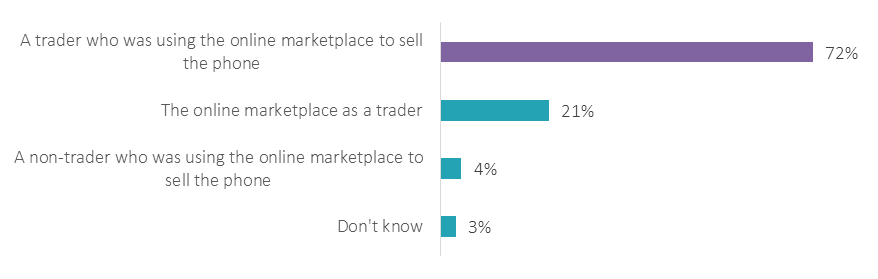 A trader who was using the online marketplace to sell
the phone
72%
The online marketplace as a trader
21%
A non-trader who was using the online marketplace to
sell the phone
4%
Don't know
3%